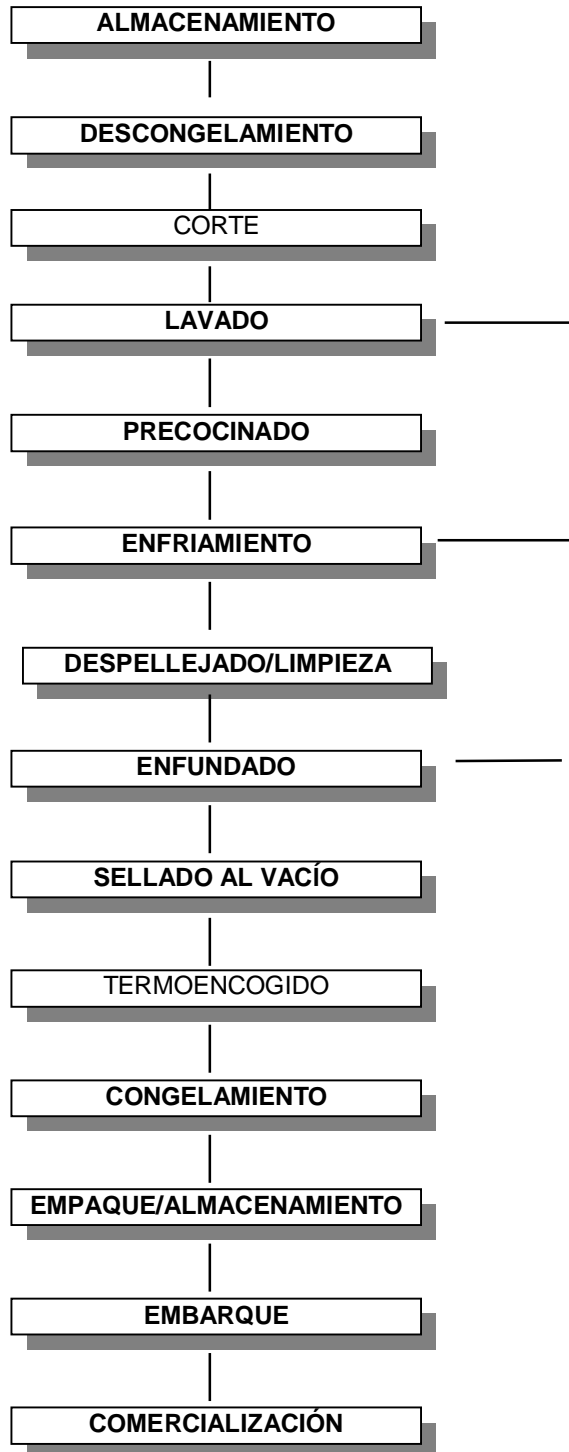 ALMACENAMIENTO
DESCONGELAMIENTO
CORTE
LAVADO
PRECOCINADO
ENFRIAMIENTO
DESPELLEJADO/LIMPIEZA
ENFUNDADO
SELLADO AL VACÍO
TERMOENCOGIDO
CONGELAMIENTO
EMPAQUE/ALMACENAMIENTO
EMBARQUE
COMERCIALIZACIÓN